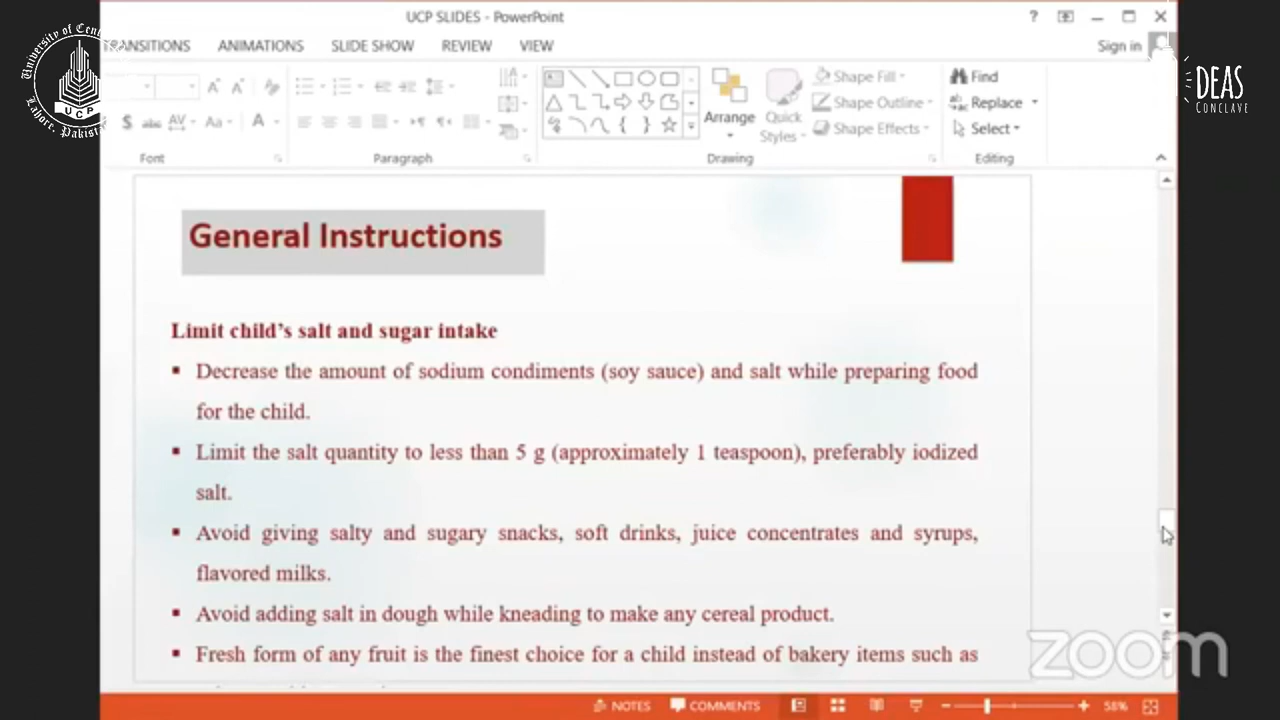 UCP SLIDES - PowerPoint
? 
TRANSITIONS ANIMATIONS SLIDE SHOW REVIEW VIEW Sign in
University of Cent
UCP
Lahore, Pakist
DEAS
CONCLAVE
Shape Fill
Shape Outline
Shape Effects
Arrange
Quick
Styles
Find
Replace
Select
Font Paragraph Drawing Editing
General Instructions
Limit child's salt and sugar intake
▪ Decrease the amount of sodium condiments (soy sauce) and salt while preparing food
for the child.
▪ Limit the salt quantity to less than 5 g (approximately 1 teaspoon), preferably iodized
salt.
▪ Avoid giving salty and sugary snacks, soft drinks, juice concentrates and syrups,
flavored milks.
▪ Avoid adding salt in dough while kneading to make any cereal product.
▪ Fresh form of any fruit is the finest choice for a child instead of bakery items such as
zoom
NOTES COMMENTS 58%